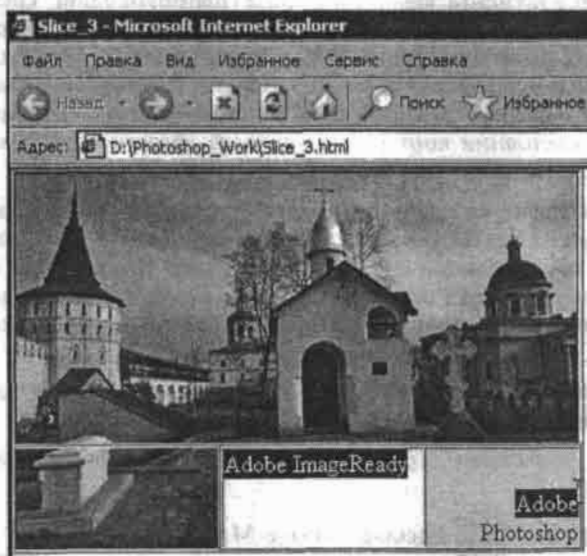 Slice_3 - Microsoft Internet Explorer
Файл Правка Вид Избранное Сервис Справка
Назад Поиск Избранное
Адрес: D:\Photoshop_Work\Slice_3.html
Adobe ImageReady
Adobe
Photoshop